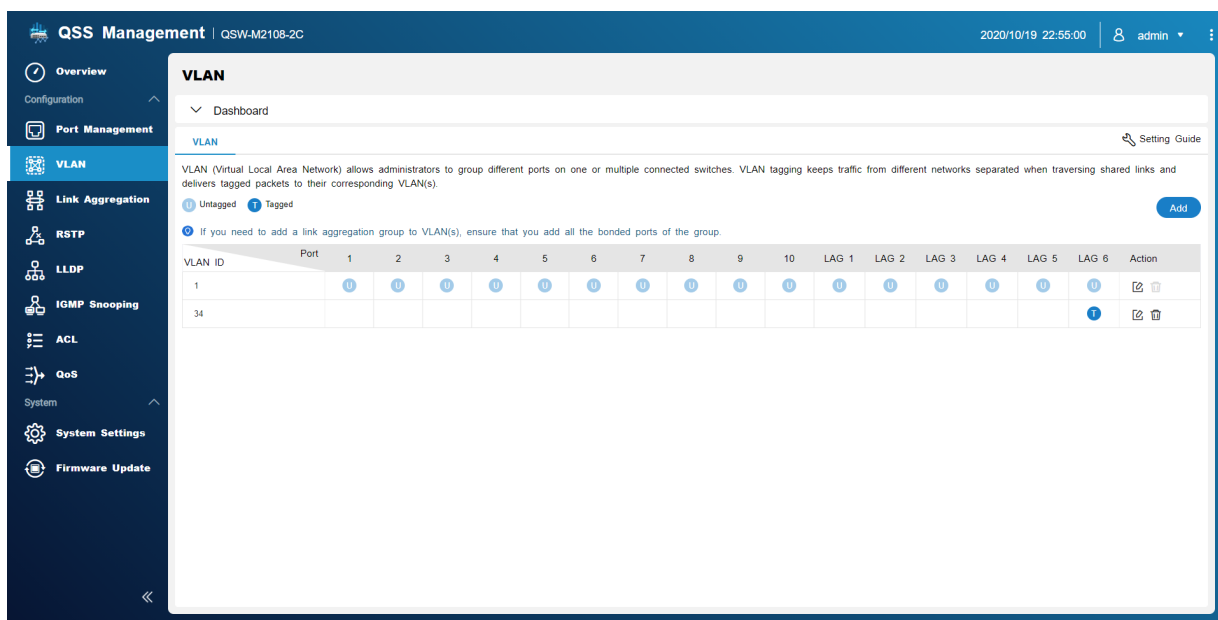 QSS Management | QSW-M2108-2C
2020/10/19 22:55:00
admin
Overview
Configuration
Port Management
VLAN
Link Aggregation
RSTP
LLDP
IGMP Snooping
ACL
QoS
System
System Settings
Firmware Update
VLAN
Dashboard
VLAN
Setting Guide
VLAN (Virtual Local Area Network) allows administrators to group different ports on one or multiple connected switches. VLAN tagging keeps traffic from different networks separated when traversing shared links and
delivers tagged packets to their corresponding VLAN(s).
U Untagged T Tagged
Add
If you need to add a link aggregation group to VLAN(s), ensure that you add all the bonded ports of the group.
VLAN ID Port 1 2 3 4 5 6 7 8 9 10 LAG 1 LAG 2 LAG 3 LAG 4 LAG 5 LAG 6 Action
1 U U U U U U U U U U U U U U U U
34 T